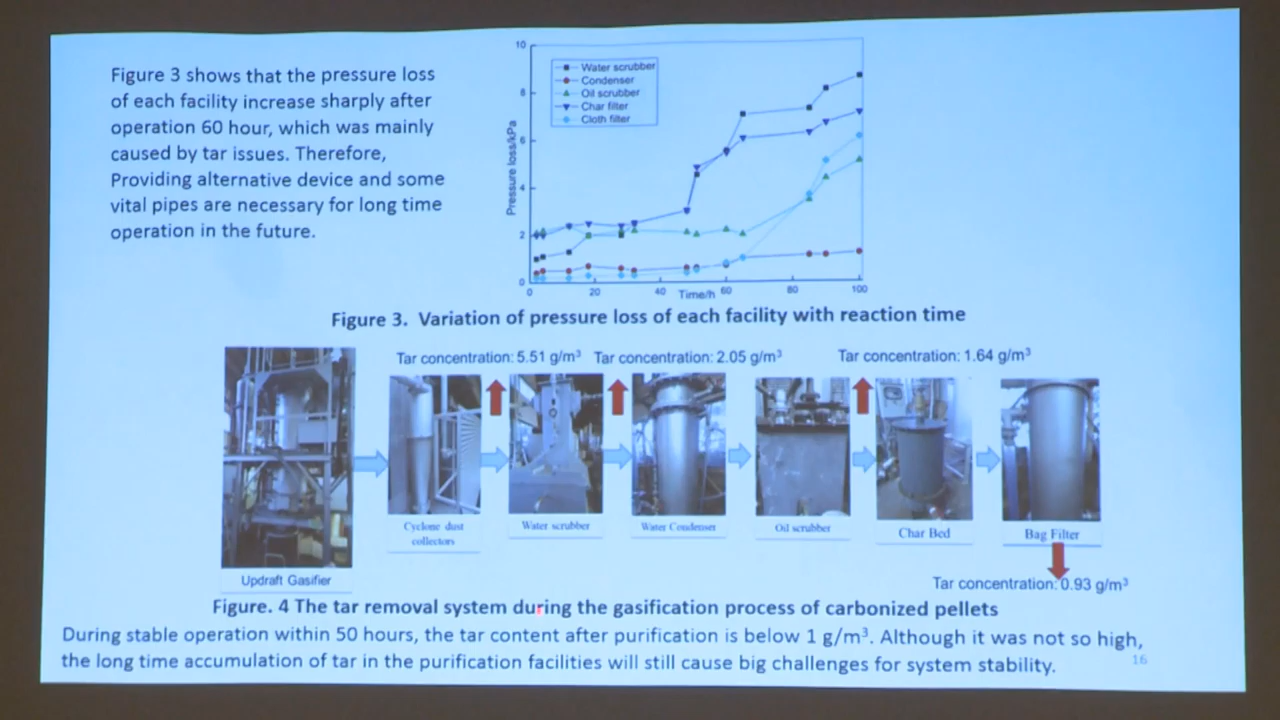 Figure 3 shows that the pressure loss
of each facility increase sharply after
operation 60 hour, which was mainly
caused by tar issues. Therefore,
Providing alternative device and some
vital pipes are necessary for long time
operation in the future.
10
8
6
4
2
0
Pressure loss/kPa
Water scrubber
Condenser
Oil scrubber
Char filter
Cloth filter
0 20 40 60 80 100
Time/h
Figure 3. Variation of pressure loss of each facility with reaction time
Tar concentration: 5.51 g/m³ Tar concentration: 2.05 g/m³ Tar concentration: 1.64 g/m³
Cyclone dust
collectors
Water scrubber
Water Condenser
Oil scrubber
Char Bed
Bag Filter
Updraft Gasifier
Tar concentration: 0.93 g/m³
Figure. 4 The tar removal system during the gasification process of carbonized pellets
During stable operation within 50 hours, the tar content after purification is below 1 g/m³. Although it was not so high,
the long time accumulation of tar in the purification facilities will still cause big challenges for system stability.
16